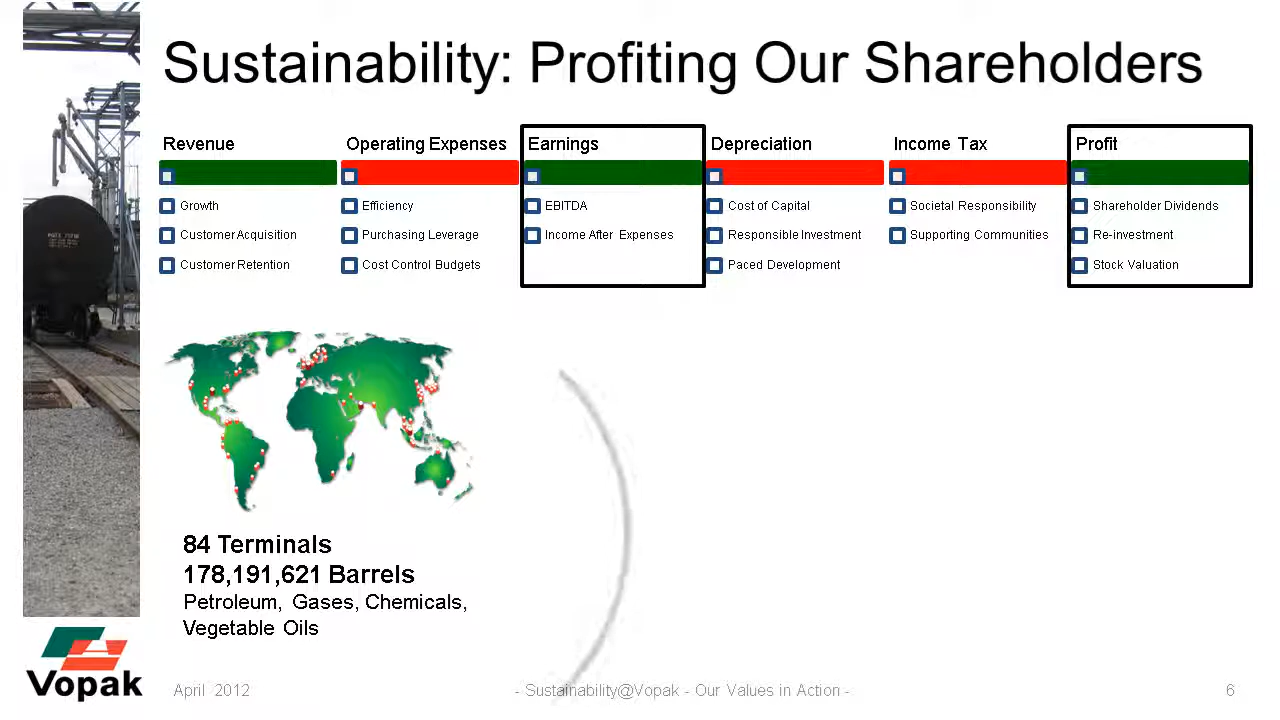 Sustainability: Profiting Our Shareholders
Revenue
Growth
Customer Acquisition
Customer Retention
Operating Expenses
Efficiency
Purchasing Leverage
Cost Control Budgets
Earnings
EBITDA
Income After Expenses
Depreciation
Cost of Capital
Responsible Investment
Paced Development
Income Tax
Societal Responsibility
Supporting Communities
Profit
Shareholder Dividends
Re-investment
Stock Valuation
84 Terminals
178,191,621 Barrels
Petroleum, Gases, Chemicals,
Vegetable Oils
Vopak
April 2012
- Sustainability@Vopak - Our Values in Action -
6